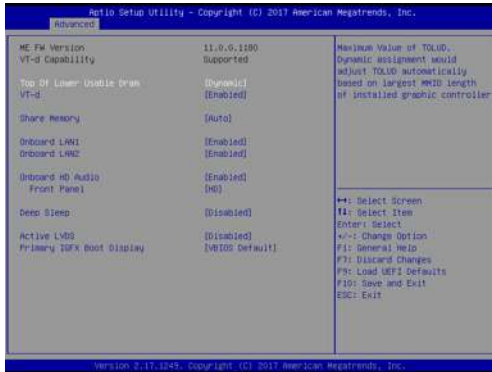 Aptio Setup Utility - Copyright (C) 2017 American Megatrends, Inc.
Advanced
ME FW Version 11.0.0.1180
VT-d Capability Supported
Top Of Lower Usable Dram [Dynamic]
VT-d [Enabled]
Share Memory [Auto]
Onboard LAN1 [Enabled]
Onboard LAN2 [Enabled]
Onboard HD Audio [Enabled]
Front Panel [HD]
Deep Sleep [Disabled]
Active LVDS [Disabled]
Primary IGFX Boot Display [VBIOS Default]
Maximum Value of TOLUD.
Dynamic assignment would
adjust TOLUD automatically
based on largest MMIO length
of installed graphic controller
↔: Select Screen
↑↓: Select Item
Enter: Select
+/-: Change Option
F1: General Help
F7: Discard Changes
F9: Load UEFI Defaults
F10: Save and Exit
ESC: Exit
Version 2.17.1249. Copyright (C) 2017 American Megatrends, Inc.